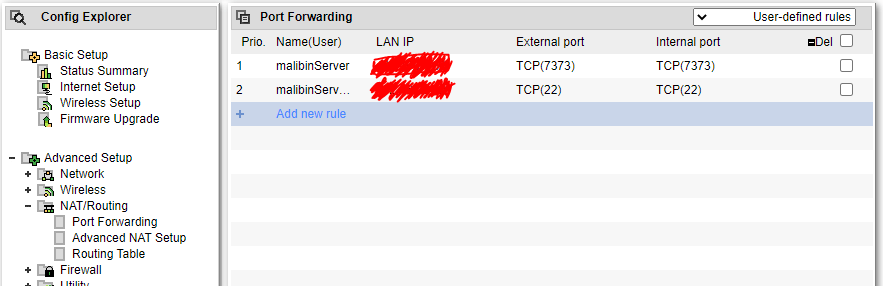 Config Explorer
Basic Setup
Status Summary
Internet Setup
Wireless Setup
Firmware Upgrade
Advanced Setup
Network
Wireless
NAT/Routing
Port Forwarding
Advanced NAT Setup
Routing Table
Firewall
Utility
Port Forwarding User-defined rules
Prio. Name(User) LAN IP External port Internal port Del
1 malibinServer TCP(7373) TCP(7373)
2 malibinServ... TCP(22) TCP(22)
+ Add new rule